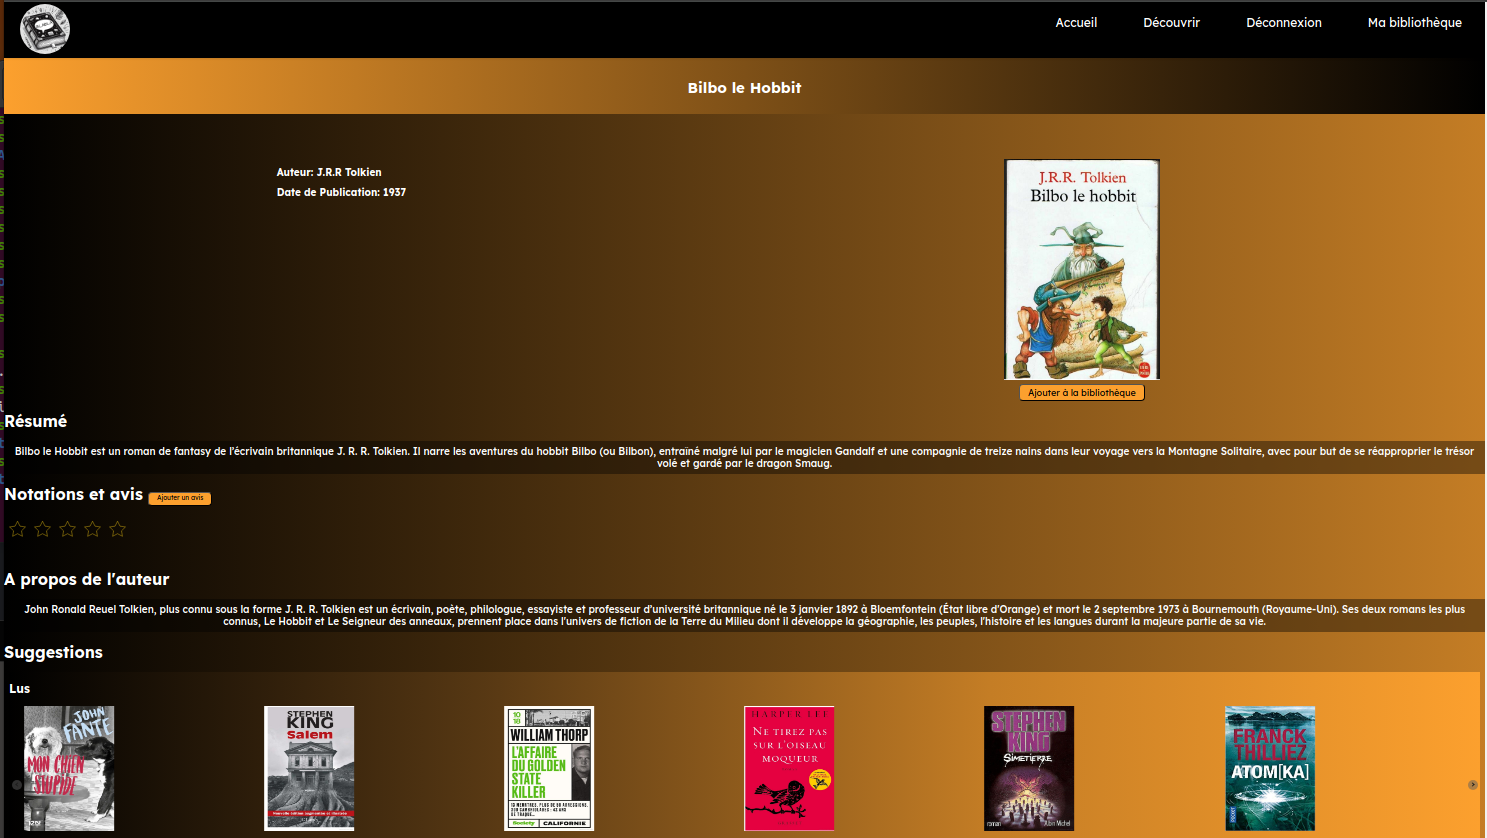 Accueil Découvrir Déconnexion Ma bibliothèque
Bilbo le Hobbit
Auteur: J.R.R Tolkien
Date de Publication: 1937
J.R.R. Tolkien
Bilbo le hobbit
Ajouter à la bibliothèque
Résumé
Bilbo le Hobbit est un roman de fantasy de l'écrivain britannique J. R. R. Tolkien. Il narre les aventures du hobbit Bilbo (ou Bilbon), entraîné malgré lui par le magicien Gandalf et une compagnie de treize nains dans leur voyage vers la Montagne Solitaire, avec pour but de se réapproprier le trésor
volé et gardé par le dragon Smaug.
Notations et avis Ajouter un avis
A propos de l'auteur
John Ronald Reuel Tolkien, plus connu sous la forme J. R. R. Tolkien est un écrivain, poète, philologue, essayiste et professeur d'université britannique né le 3 janvier 1892 à Bloemfontein (État libre d'Orange) et mort le 2 septembre 1973 à Bournemouth (Royaume-Uni). Ses deux romans les plus
connus, Le Hobbit et Le Seigneur des anneaux, prennent place dans l'univers de fiction de la Terre du Milieu dont il développe la géographie, les peuples, l'histoire et les langues durant la majeure partie de sa vie.
Suggestions
Lus
JOHN
FANTE
MON CHIEN
STUPIDE
STEPHEN
KING
Salem
10
18
WILLIAM THORP
L'AFFAIRE
DU GOLDEN
STATE
KILLER
Society CALIFORNIE
HARPER LEE
NE TIREZ PAS
SUR L'OISEAU
MOQUEUR
STEPHEN
KING
SIMETIERRE
roman Albin Michel
FRANCK
THILLIEZ
ATOM[KA]
POCKET